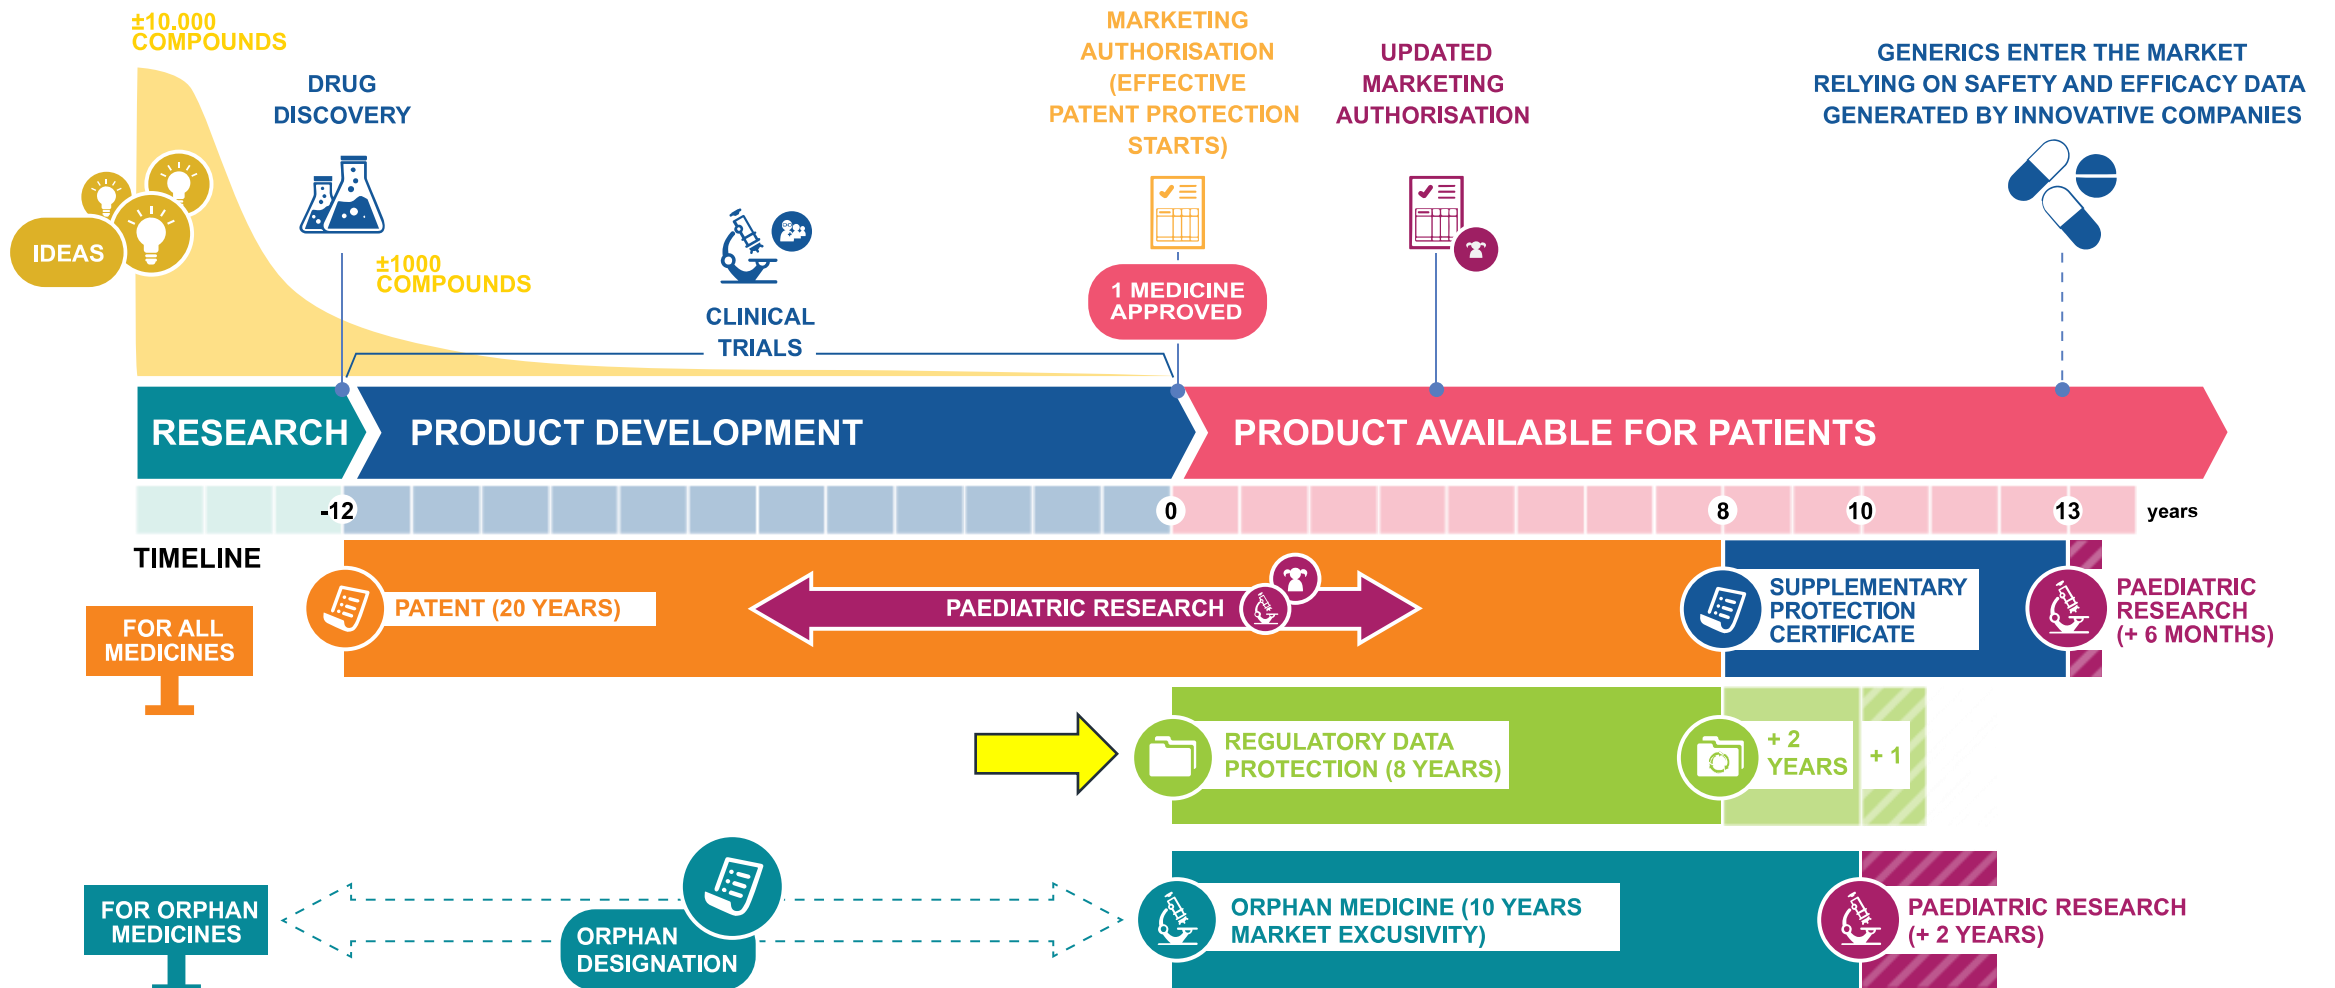 ±10.000
COMPOUNDS
DRUG
DISCOVERY
IDEAS
±1000
COMPOUNDS
CLINICAL
TRIALS
MARKETING
AUTHORISATION
(EFFECTIVE
PATENT PROTECTION
STARTS)
1 MEDICINE
APPROVED
UPDATED
MARKETING
AUTHORISATION
GENERICS ENTER THE MARKET
RELYING ON SAFETY AND EFFICACY DATA
GENERATED BY INNOVATIVE COMPANIES
RESEARCH
PRODUCT DEVELOPMENT
PRODUCT AVAILABLE FOR PATIENTS
-12
0
8
10
13
years
TIMELINE
FOR ALL
MEDICINES
PATENT (20 YEARS)
PAEDIATRIC RESEARCH
SUPPLEMENTARY
PROTECTION
CERTIFICATE
PAEDIATRIC
RESEARCH
(+ 6 MONTHS)
REGULATORY DATA
PROTECTION (8 YEARS)
+ 2
YEARS
+ 1
FOR ORPHAN
MEDICINES
ORPHAN
DESIGNATION
ORPHAN MEDICINE (10 YEARS
MARKET EXCUSIVITY)
PAEDIATRIC RESEARCH
(+ 2 YEARS)